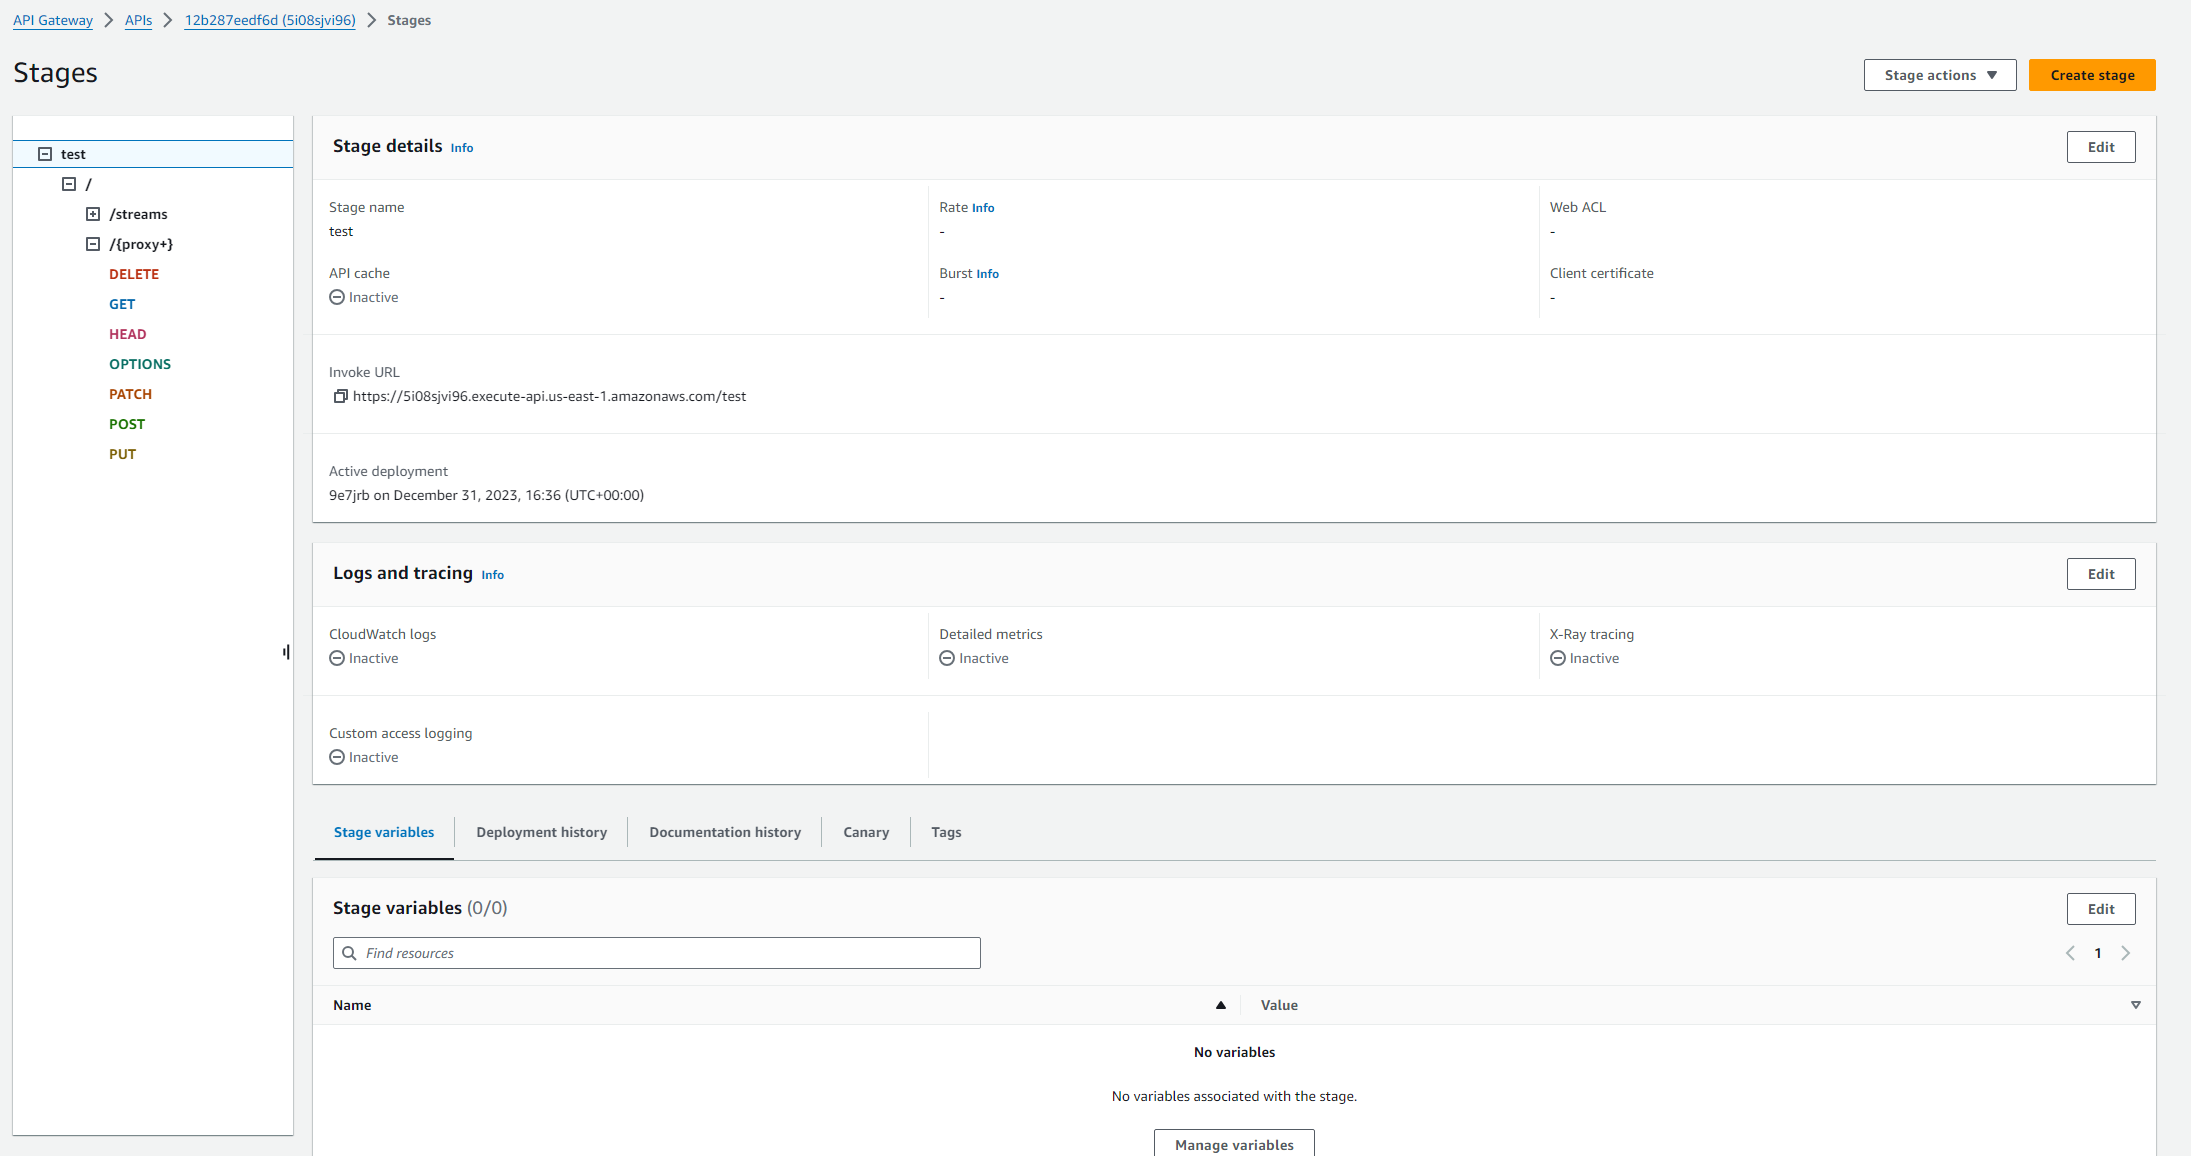 API Gateway > APIs > 12b287eedf6d (5i08sjvi96) > Stages
Stages
Stage actions ▼
Create stage
test
/
/streams
/{proxy+}
DELETE
GET
HEAD
OPTIONS
PATCH
POST
PUT
Stage details Info
Edit
Stage name
test
Rate Info
-
Web ACL
-
API cache
Inactive
Burst Info
-
Client certificate
-
Invoke URL
https://5i08sjvi96.execute-api.us-east-1.amazonaws.com/test
Active deployment
9e7jrb on December 31, 2023, 16:36 (UTC+00:00)
Logs and tracing Info
Edit
CloudWatch logs
Inactive
Detailed metrics
Inactive
X-Ray tracing
Inactive
Custom access logging
Inactive
Stage variables
Deployment history
Documentation history
Canary
Tags
Stage variables (0/0)
Edit
Find resources
1
Name
Value
No variables
No variables associated with the stage.
Manage variables